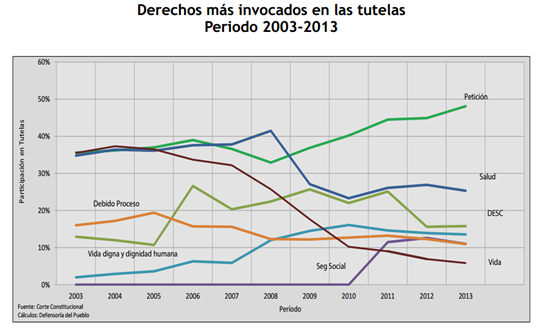 Derechos más invocados en las tutelas
Periodo 2003-2013
60%
50%
40%
30%
20%
10%
0%
Participación en Tutelas
Petición
Salud
DESC
Vida
Debido Proceso
Vida digna y dignidad humana
Seg Social
2003 2004 2005 2006 2007 2008 2009 2010 2011 2012 2013
Período
Fuente: Corte Constitucional
Cálculos: Defensoría del Pueblo